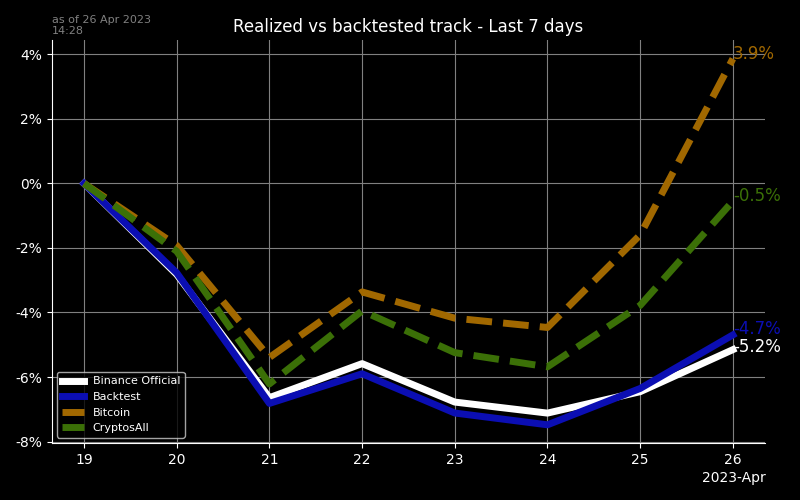 as of 26 Apr 2023
14:28
Realized vs backtested track - Last 7 days
4%
2%
0%
-2%
-4%
-6%
-8%
3.9%
-0.5%
-4.7%
-5.2%
Binance Official
Backtest
Bitcoin
CryptosAll
19 20 21 22 23 24 25 26
2023-Apr